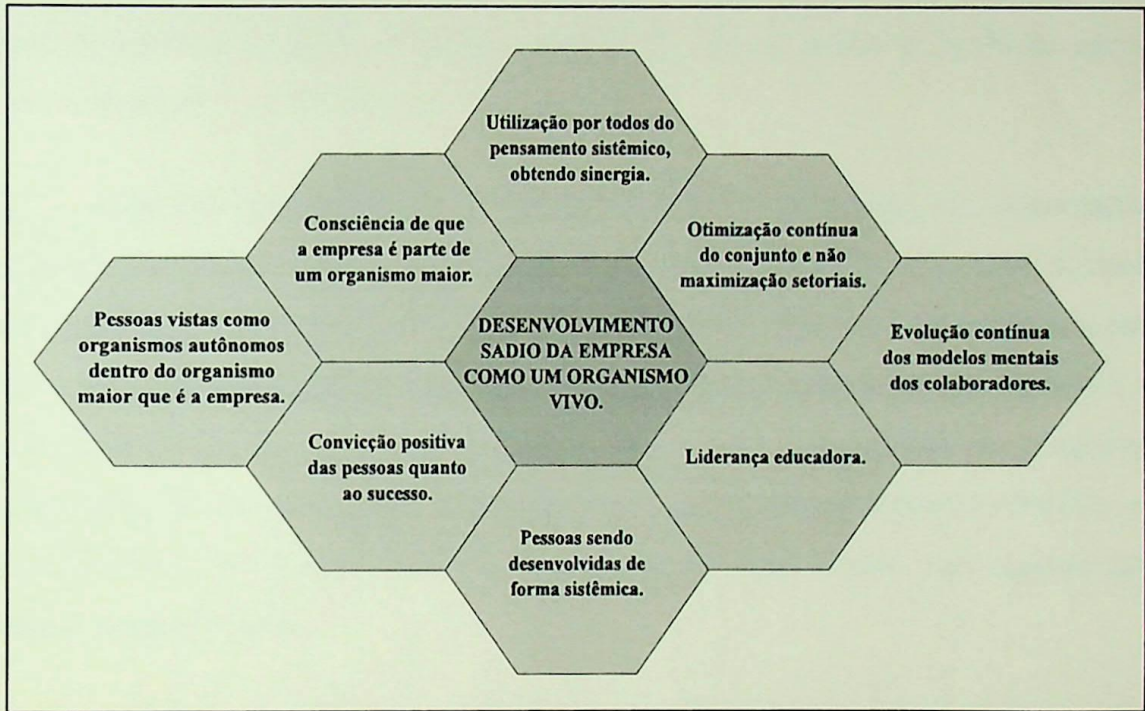 Utilização por todos do
pensamento sistêmico,
obtendo sinergia.
Consciência de que
a empresa é parte de
um organismo maior.
Otimização contínua
do conjunto e não
maximização setoriais.
Pessoas vistas como
organismos autônomos
dentro do organismo
maior que é a empresa.
DESENVOLVIMENTO
SADIO DA EMPRESA
COMO UM ORGANISMO
VIVO.
Evolução contínua
dos modelos mentais
dos colaboradores.
Convicção positiva
das pessoas quanto
ao sucesso.
Liderança educadora.
Pessoas sendo
desenvolvidas de
forma sistêmica.